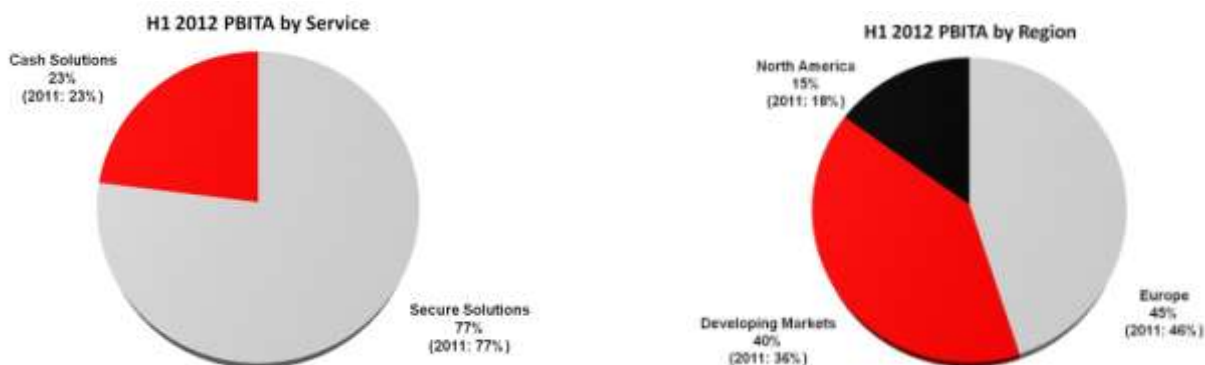 H1 2012 PBITA by Service
Cash Solutions
23%
(2011: 23%)
Secure Solutions
77%
(2011: 77%)
H1 2012 PBITA by Region
North America
15%
(2011: 18%)
Developing Markets
40%
(2011: 36%)
Europe
45%
(2011: 46%)